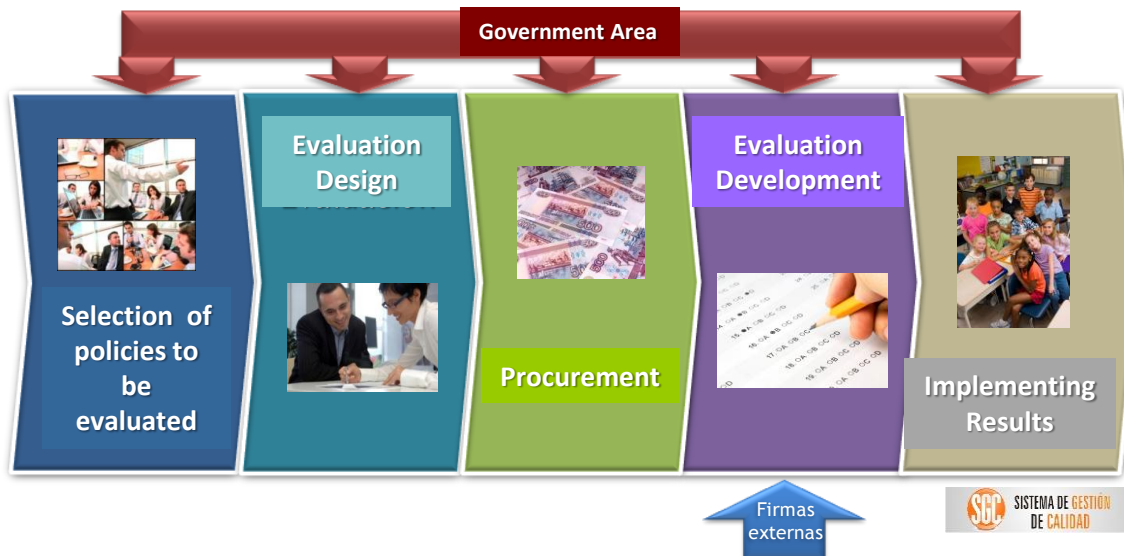 Government Area
Selection of
policies to
be
evaluated
Evaluation
Design
Procurement
Evaluation
Development
Implementing
Results
Firmas
externas
SGC
SISTEMA DE GESTIÓN
DE CALIDAD